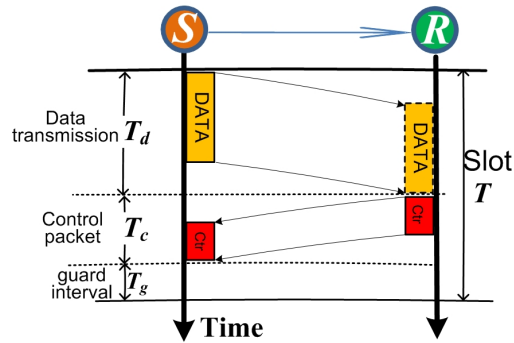 S
R
Data
transmission
T_d
DATA
DATA
Slot
T
Control
packet
T_c
Ctr
Ctr
guard
interval
T_g
Time